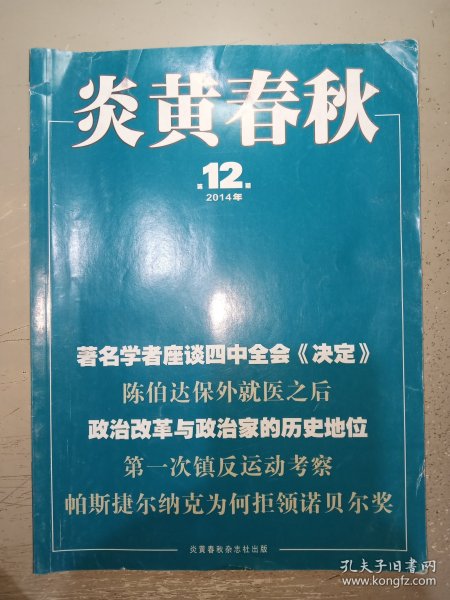 炎黄春秋
第12期
2014年
著名学者座谈四中全会《决定》
陈伯达保外就医之后
政治改革与政治家的历史地位
第一次镇反运动考察
帕斯捷尔纳克为何拒领诺贝尔奖
炎黄春秋杂志社出版
孔夫子旧书网
www.kongfz.com